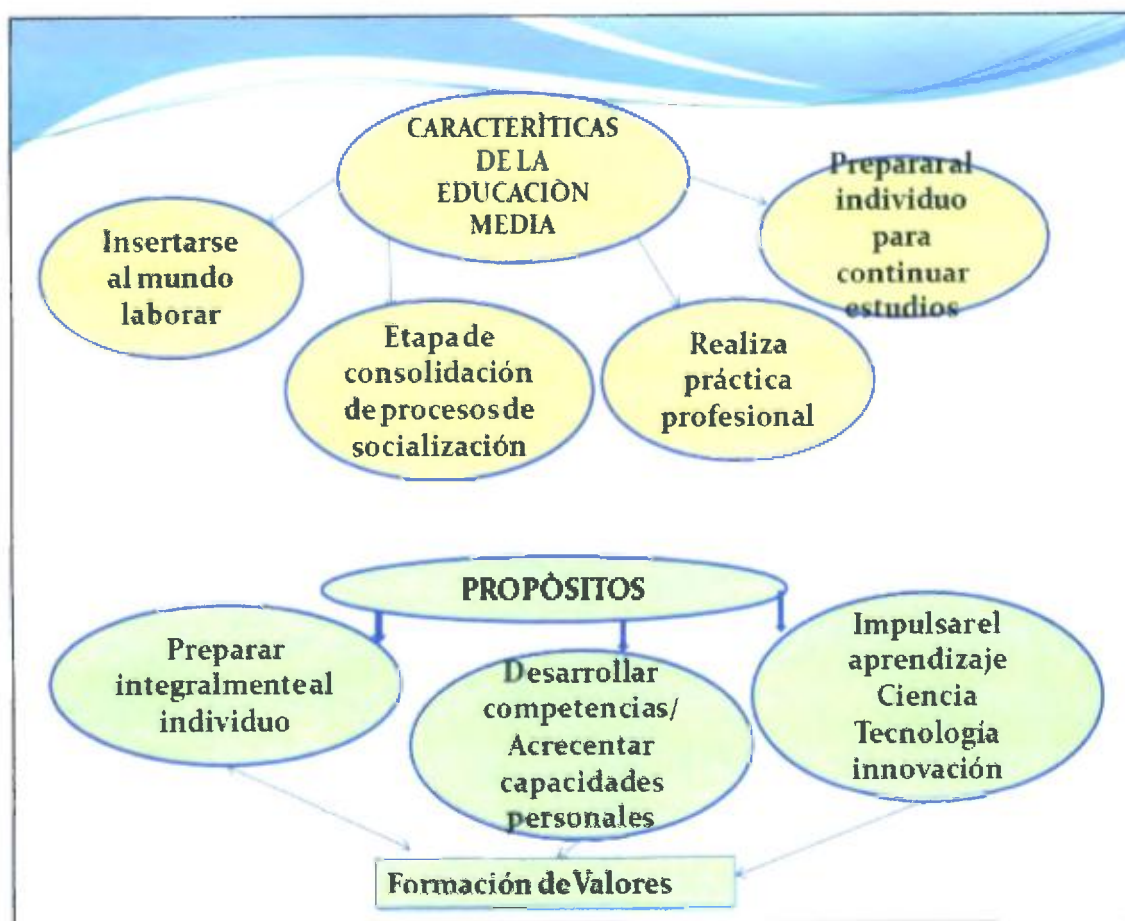 CARACTERÌTICAS
DE LA
EDUCACIÒN
MEDIA
Insertarse
al mundo
laborar
Etapa de
consolidación
de procesos de
socialización
Realiza
práctica
profesional
Preparar al
individuo
para
continuar
estudios
PROPÒSITOS
Preparar
integralmente al
individuo
Desarrollar
competencias/
Acrecentar
capacidades
personales
Impulsar el
aprendizaje
Ciencia
Tecnología
innovación
Formación de Valores